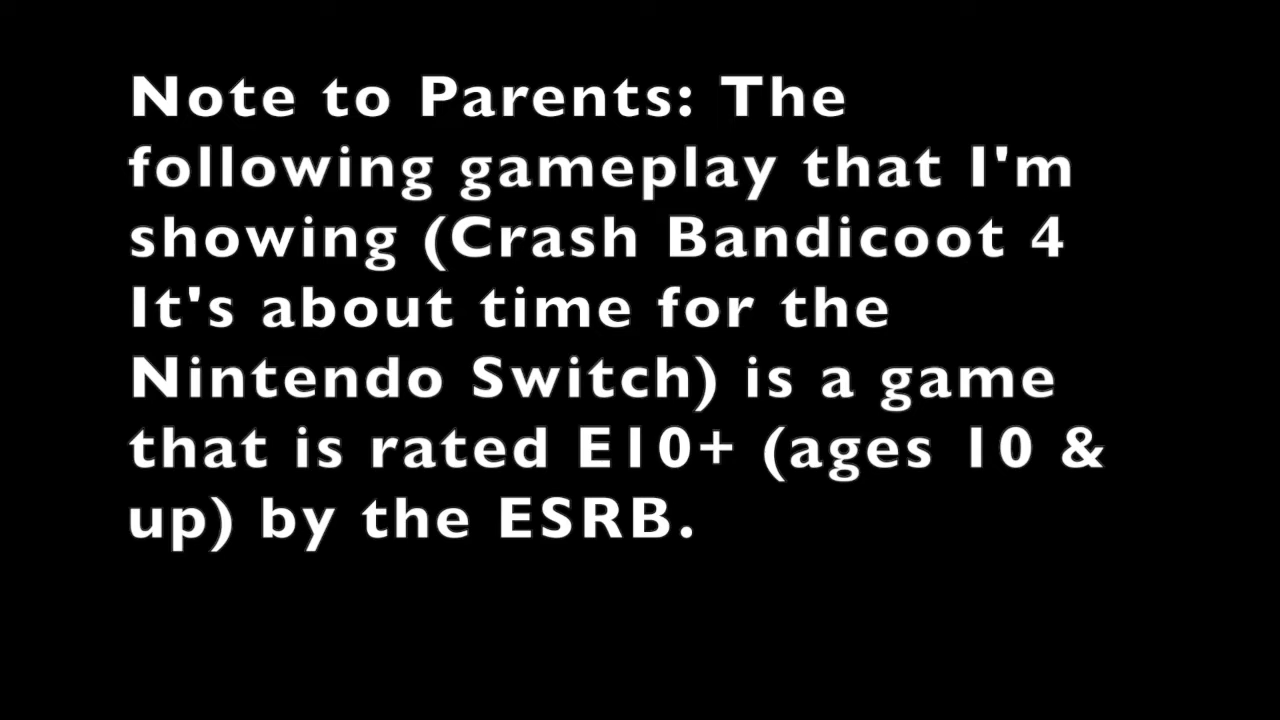 Note to Parents: The
following gameplay that I'm
showing (Crash Bandicoot 4
It's about time for the
Nintendo Switch) is a game
that is rated E10+ (ages 10 &
up) by the ESRB.